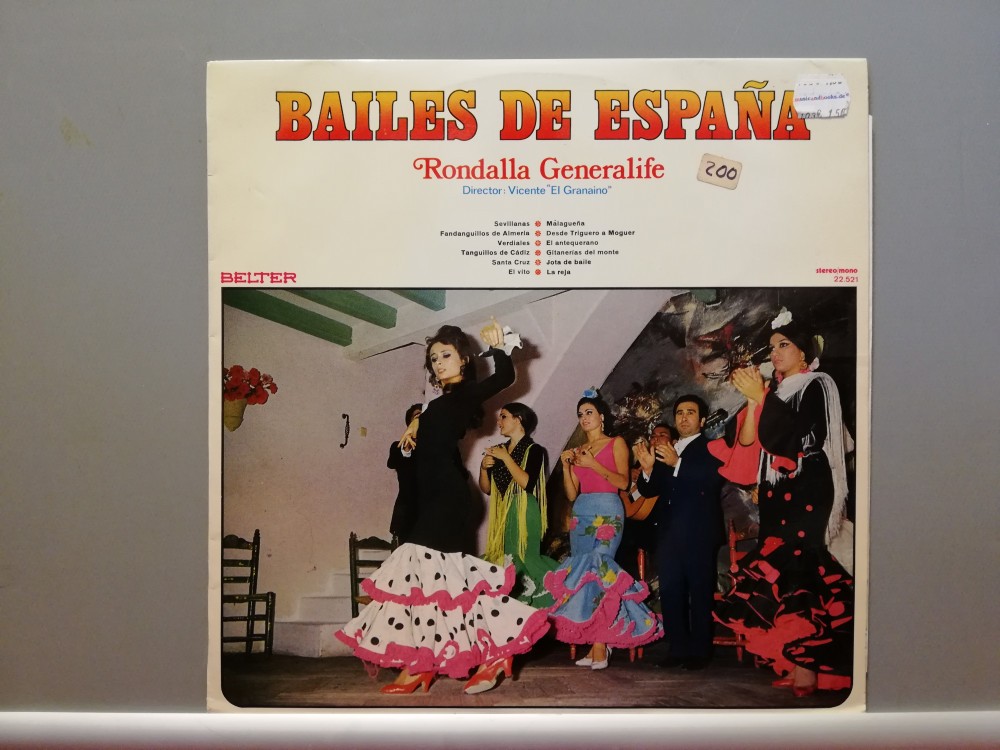 BAILES DE ESPAÑA
Rondalla Generalife
200
Director: Vicente "El Granaino"
Sevillanas
Málagueña
Fandanguillos de Almeria
Desde Triguero a Moguer
Verdiales
El antequerano
Tanguillos de Cádiz
Gitanerías del monte
Santa Cruz
Jota de baile
El vito
La reja
BELTER
stereo/mono
22.521